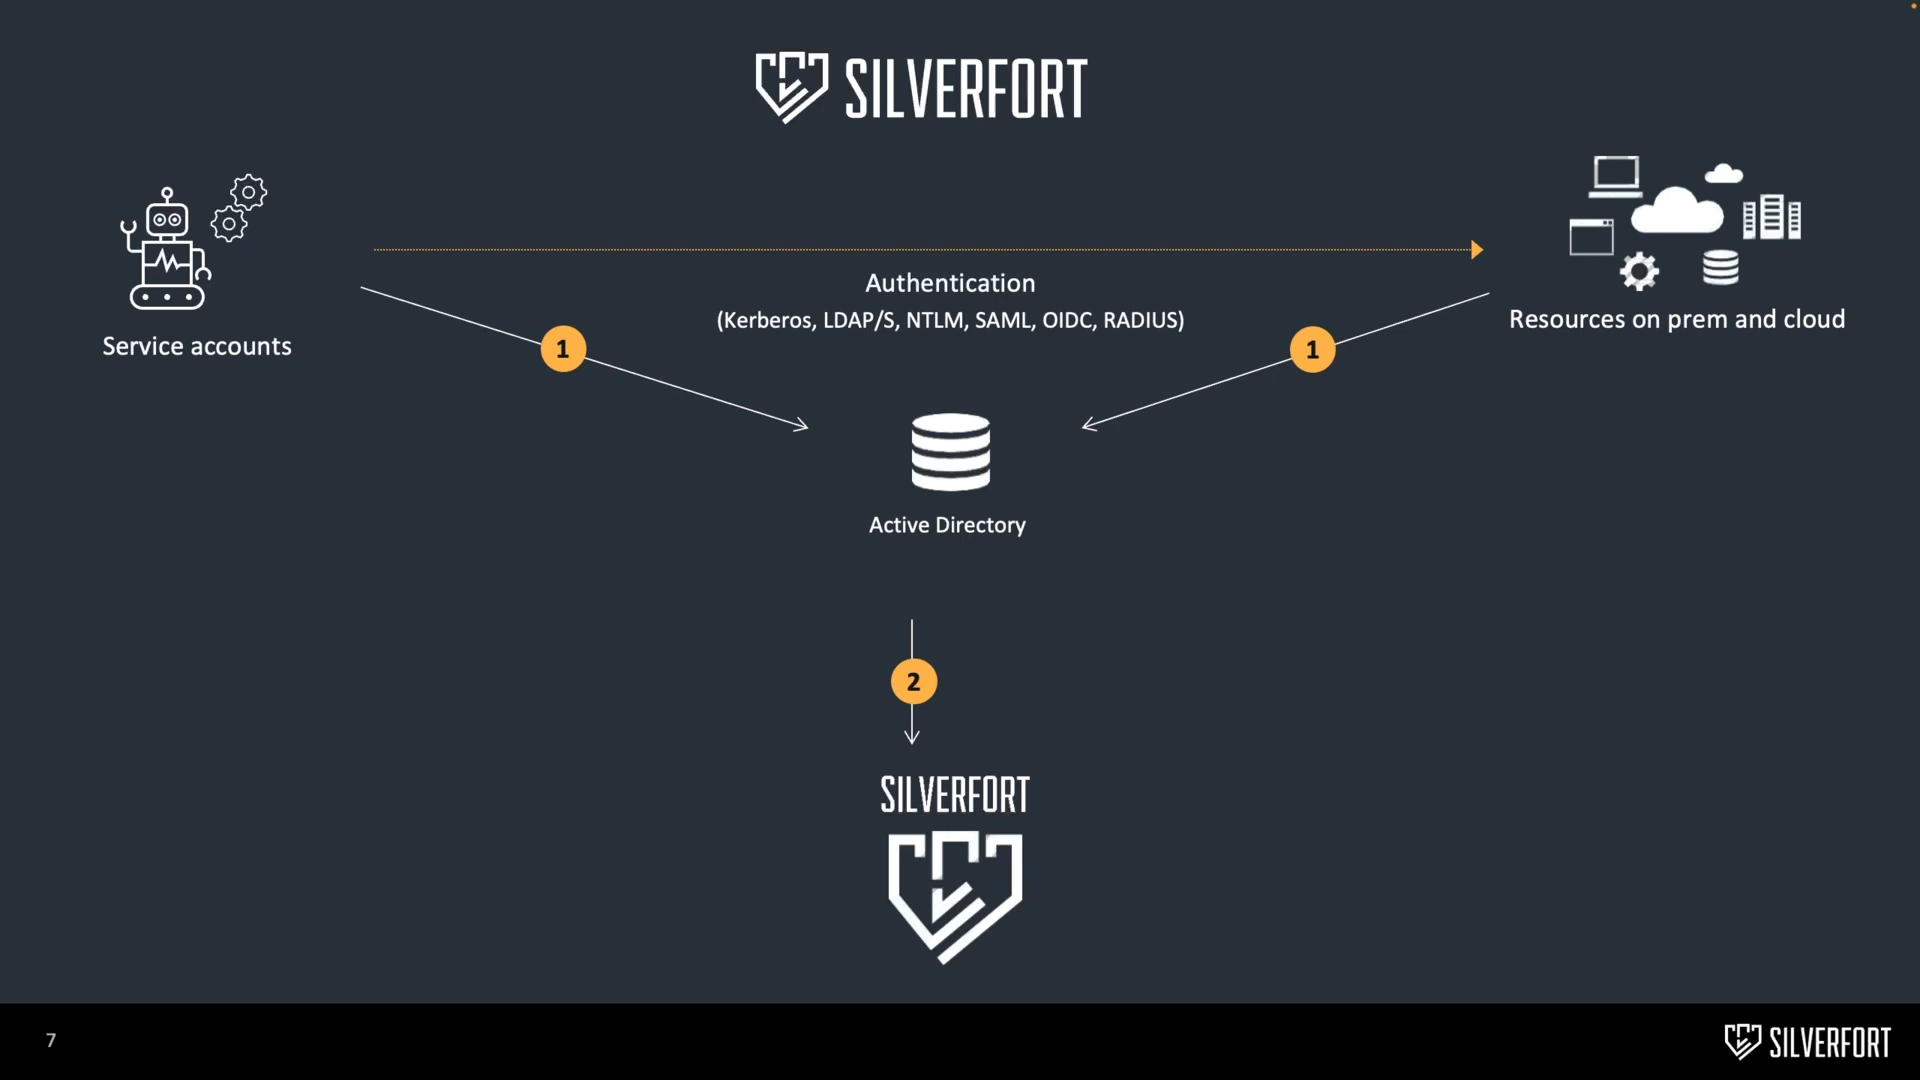 SILVERFORT
Service accounts
Authentication
(Kerberos, LDAP/S, NTLM, SAML, OIDC, RADIUS)
Resources on prem and cloud
1
1
Active Directory
2
SILVERFORT
7
SILVERFORT